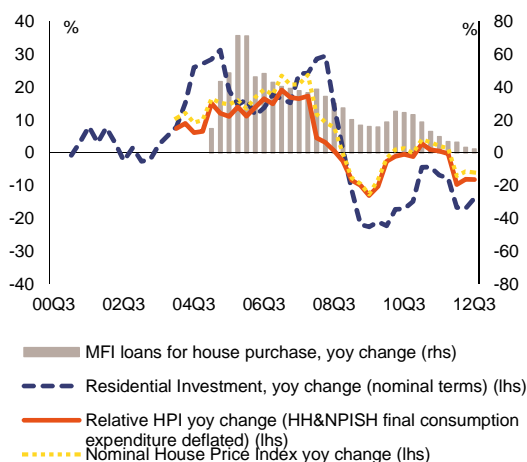 % %
40 80
30 60
20 40
10 20
0 0
-10 -20
-20 -40
-30 -60
-40 -80
00Q3 02Q3 04Q3 06Q3 08Q3 10Q3 12Q3
MFI loans for house purchase, yoy change (rhs)
Residential Investment, yoy change (nominal terms) (lhs)
Relative HPI yoy change (HH&NPISH final consumption
expenditure deflated) (lhs)
Nominal House Price Index yoy change (lhs)